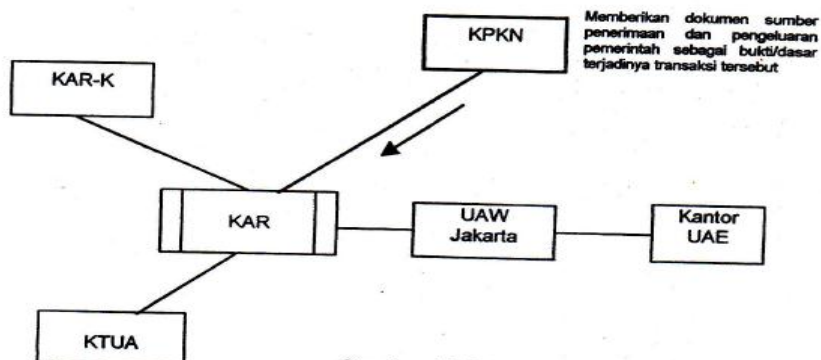 KPKN
Memberikan dokumen sumber
penerimaan dan pengeluaran
pemerintah sebagai bukti/dasar
terjadinya transaksi tersebut
KAR-K
KAR
UAW
Jakarta
Kantor
UAE
KTUA